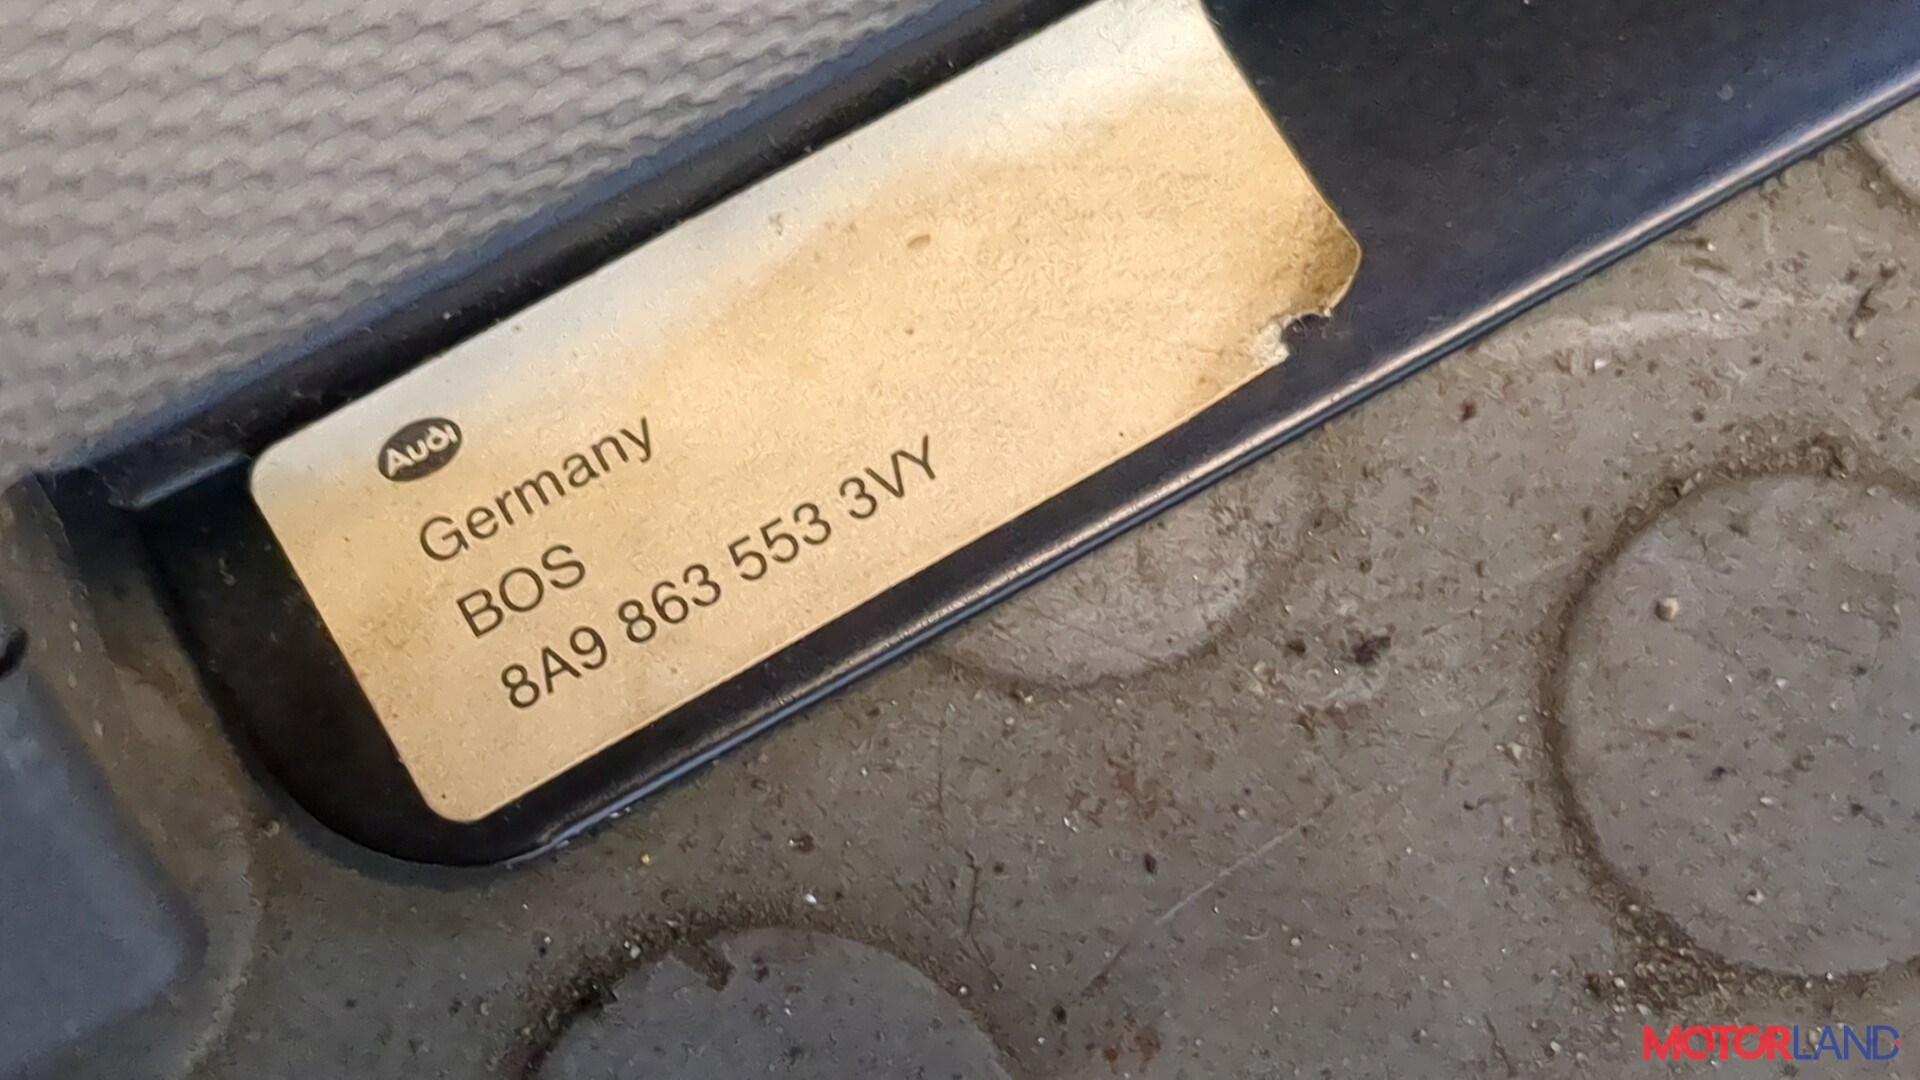 Audi
Germany
BOS
8A9 863 553 3VY
MOTORLAND